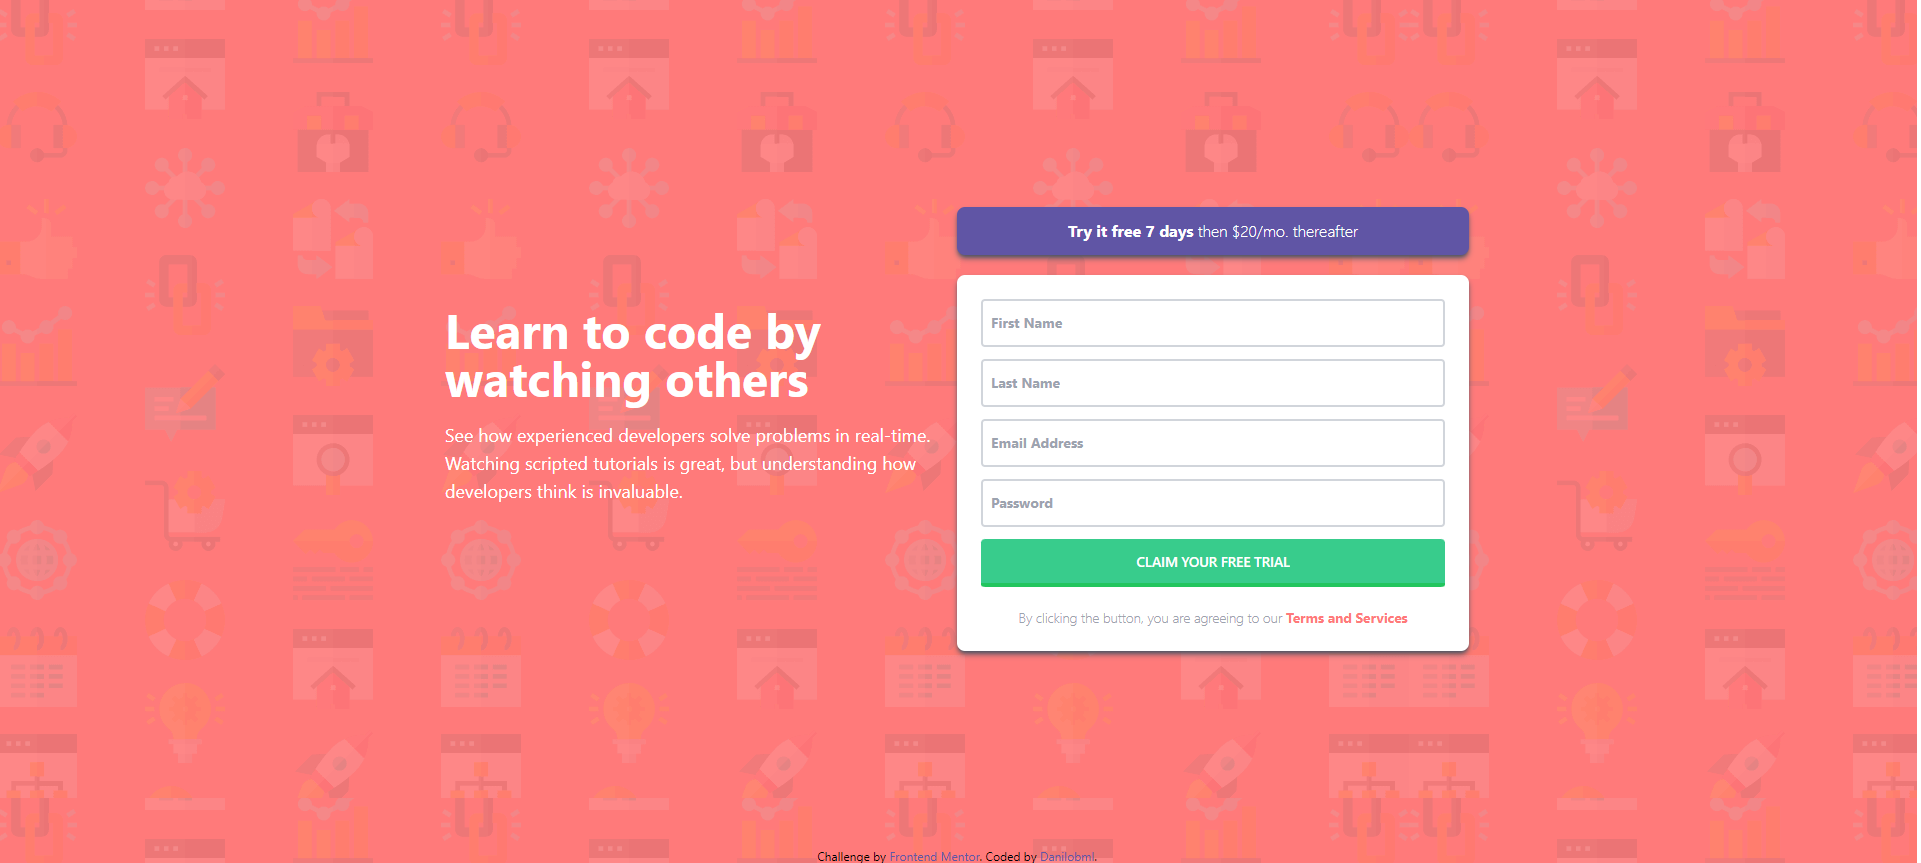 Learn to code by
watching others
See how experienced developers solve problems in real-time.
Watching scripted tutorials is great, but understanding how
developers think is invaluable.
Try it free 7 days then $20/mo. thereafter
First Name
Last Name
Email Address
Password
CLAIM YOUR FREE TRIAL
By clicking the button, you are agreeing to our Terms and Services
Challenge by Frontend Mentor. Coded by Danilobml.